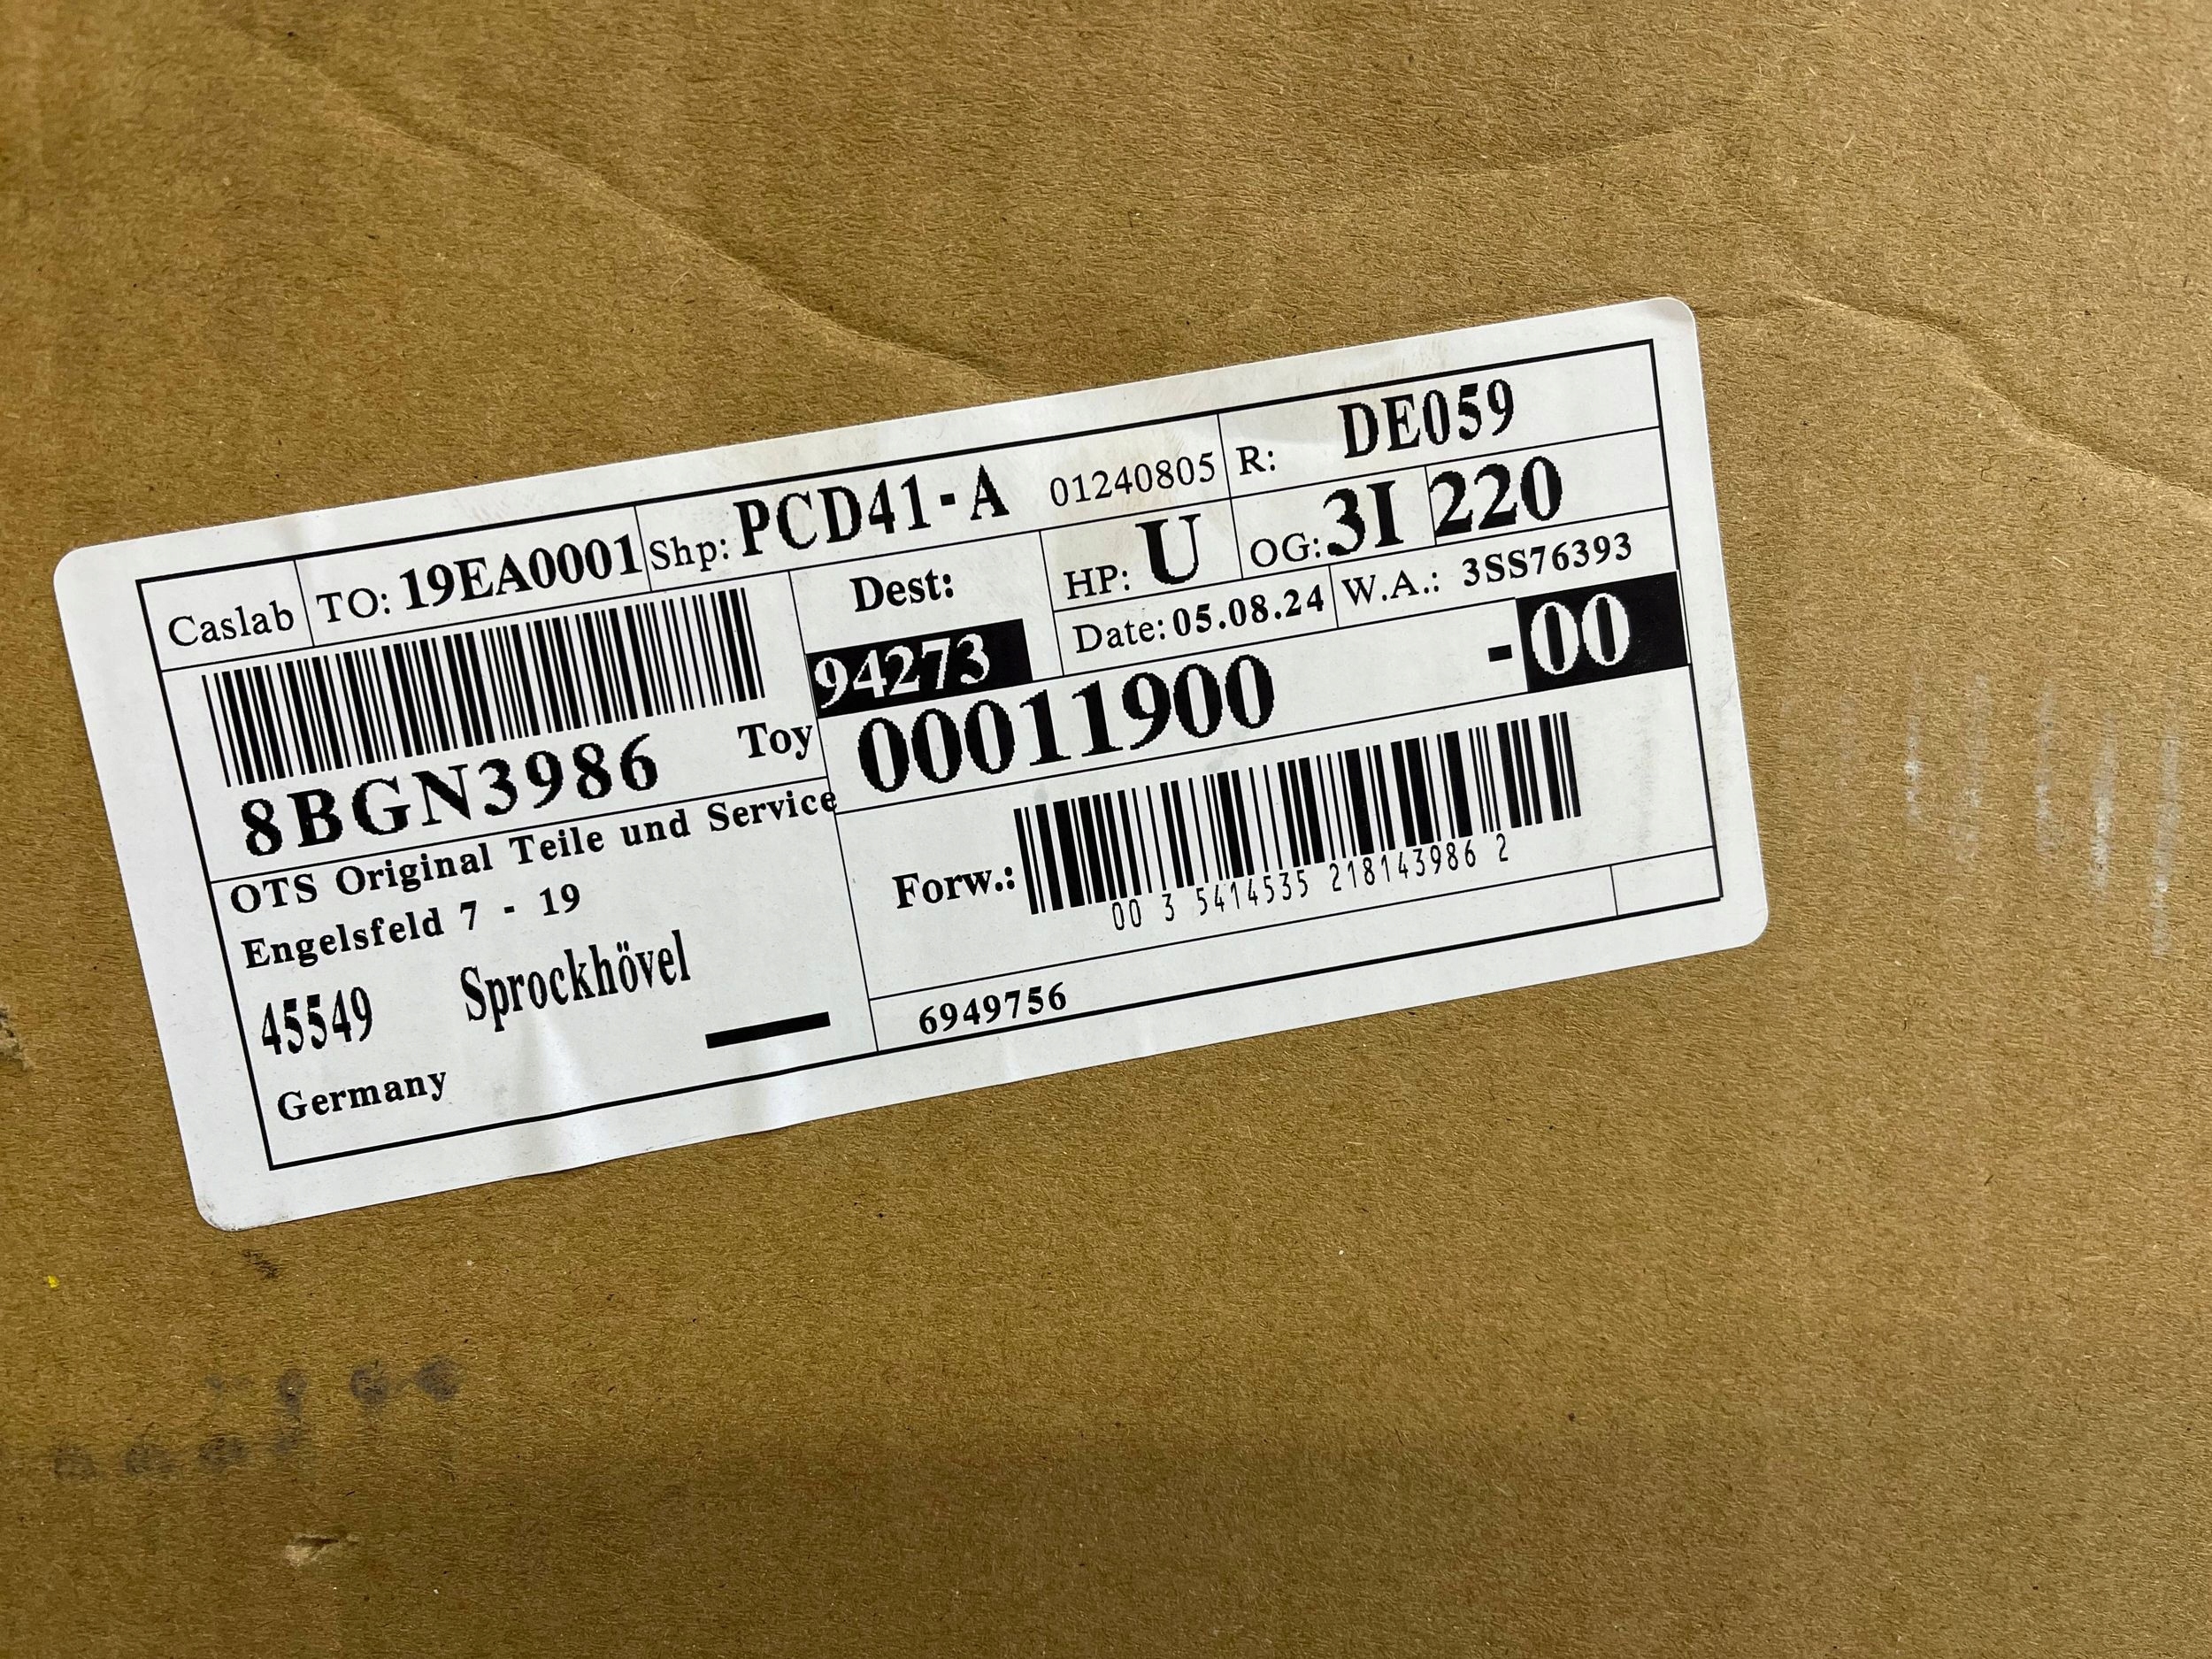 Caslab TO: 19EA0001 Shp: PCD41-A 01240805 R: DE059
HP: U OG: 3I 220
Dest:
Date: 05.08.24 W.A.: 3SS76393
94273
00011900 -00
8BGN3986 Toy
OTS Original Teile und Service
Engelsfeld 7 - 19
45549 Sprockhövel
Germany
Forw.:
00 3 5414535 218143986 2
6949756